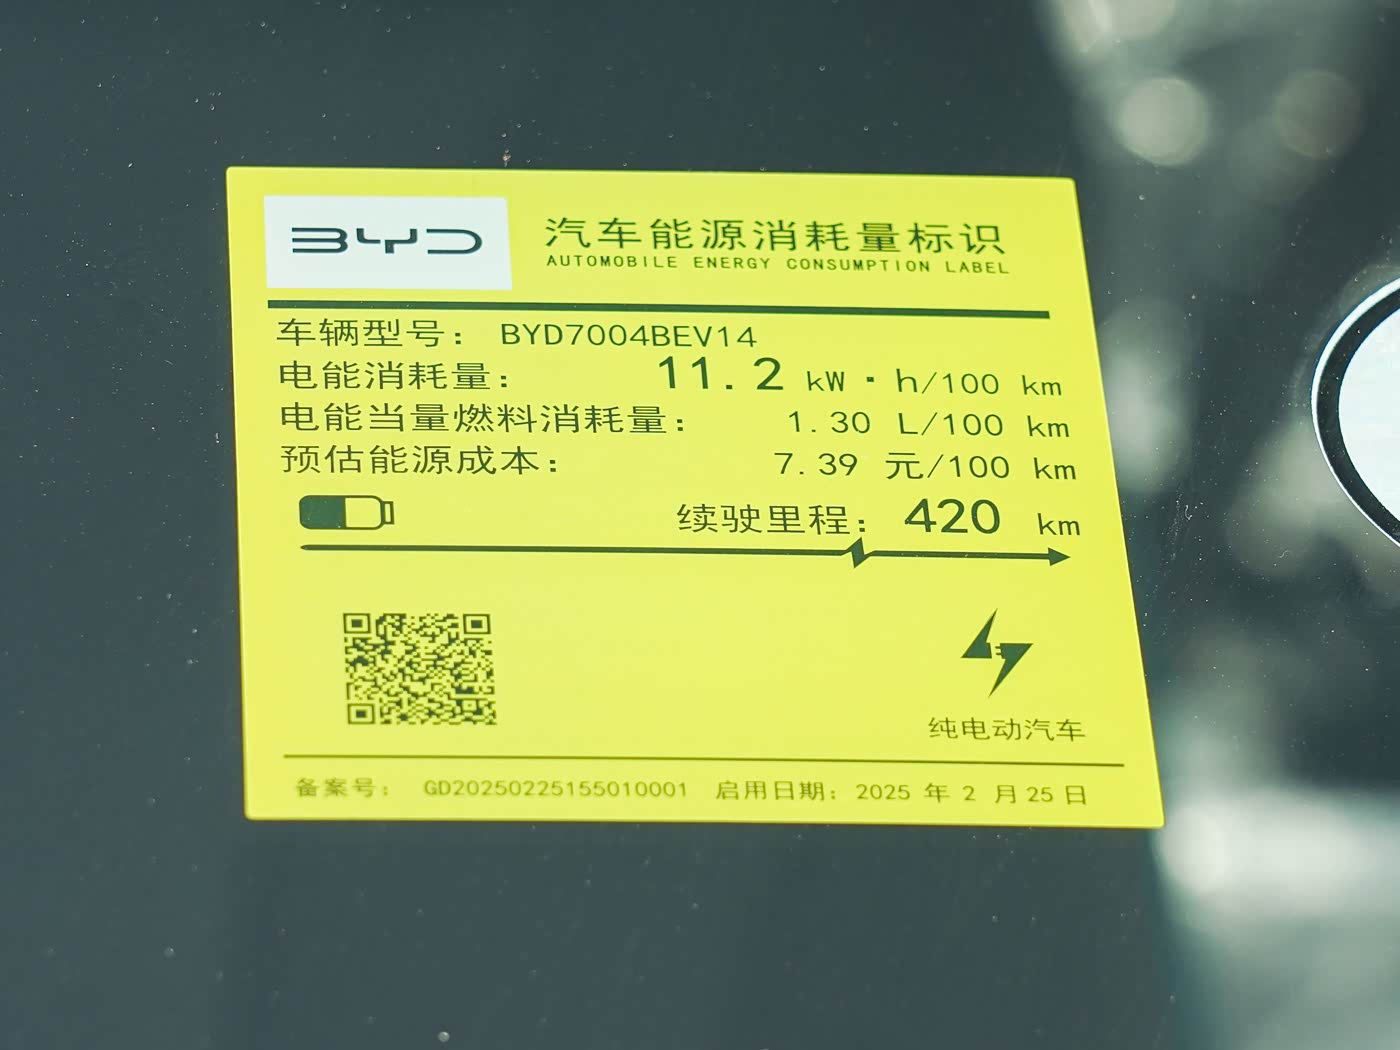 BYD
汽车能源消耗量标识
AUTOMOBILE ENERGY CONSUMPTION LABEL
车辆型号： BYD7004BEV14
电能消耗量： 11.2 kW·h/100 km
电能当量燃料消耗量： 1.30 L/100 km
预估能源成本： 7.39 元/100 km
续驶里程： 420 km
纯电动汽车
备案号： GD20250225155010001 启用日期：2025 年 2 月 25 日